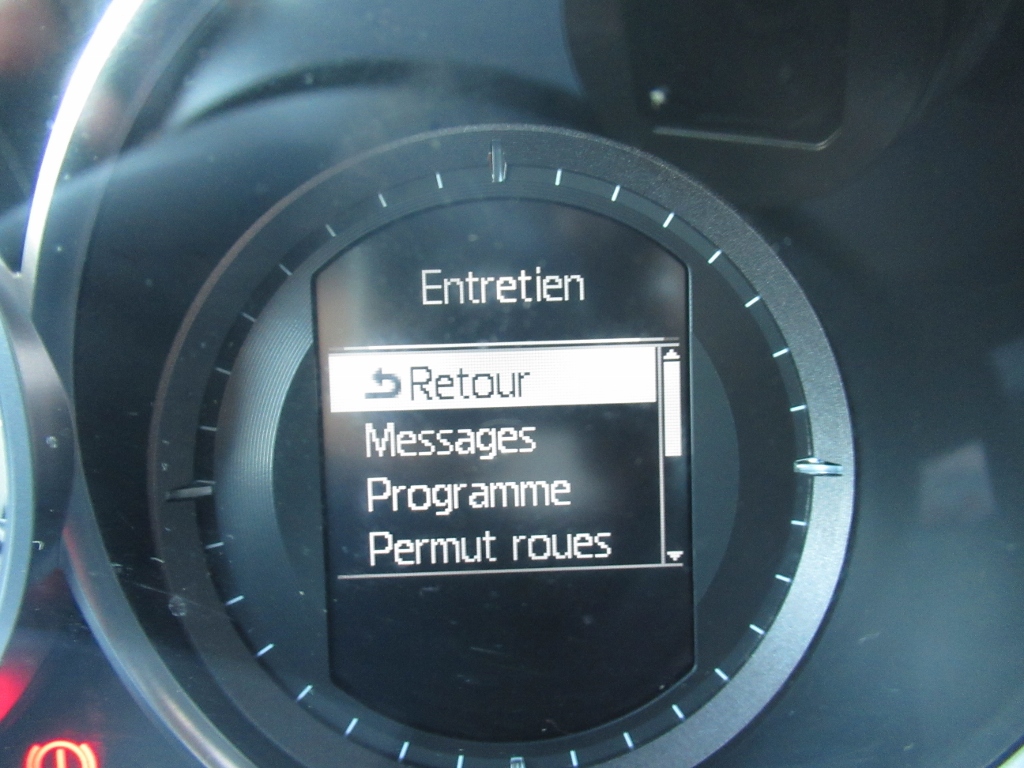 Entretien
Retour
Messages
Programme
Permut roues